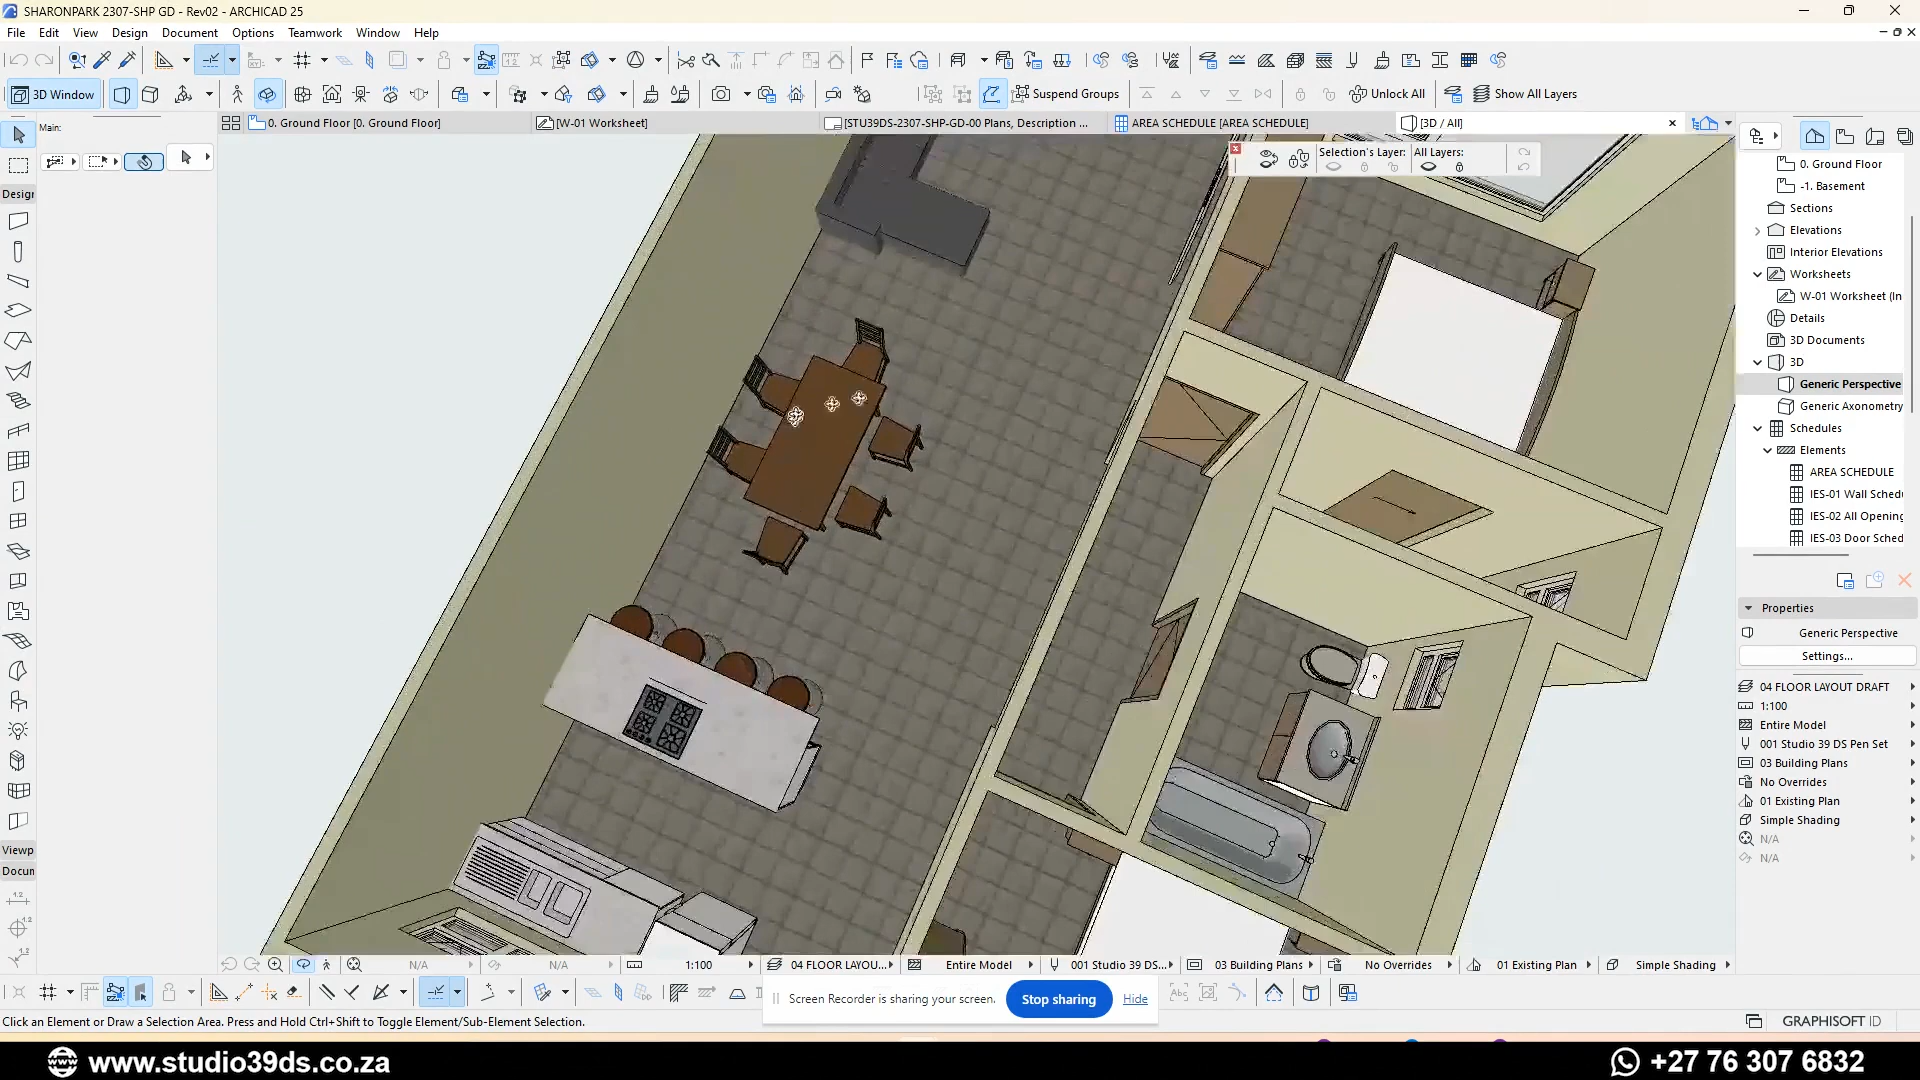 SHARONPARK 2307-SHP GD - Rev02 - ARCHICAD 25
File Edit View Design Document Options Teamwork Window Help
3D Window
Suspend Groups
Unlock All
Show All Layers
Main:
0. Ground Floor [0. Ground Floor]
[W-01 Worksheet]
[STU39DS-2307-SHP-GD-00 Plans, Description ...
AREA SCHEDULE [AREA SCHEDULE]
[3D / All]
Selection's Layer:
All Layers:
Design
0. Ground Floor
-1. Basement
Sections
Elevations
Interior Elevations
Worksheets
W-01 Worksheet (In
Details
3D Documents
3D
Generic Perspective
Generic Axonometry
Schedules
Elements
AREA SCHEDULE
IES-01 Wall Sched
IES-02 All Opening
IES-03 Door Sched
Properties
Generic Perspective
Settings...
04 FLOOR LAYOUT DRAFT
1:100
Entire Model
001 Studio 39 DS Pen Set
03 Building Plans
No Overrides
01 Existing Plan
Simple Shading
N/A
N/A
Viewp
Docum
N/A
N/A
1:100
04 FLOOR LAYOU...
Entire Model
001 Studio 39 DS...
03 Building Plans
No Overrides
01 Existing Plan
Simple Shading
Screen Recorder is sharing your screen.
Stop sharing
Hide
Click an Element or Draw a Selection Area. Press and Hold Ctrl+Shift to Toggle Element/Sub-Element Selection.
GRAPHISOFT ID
www.studio39ds.co.za
+27 76 307 6832